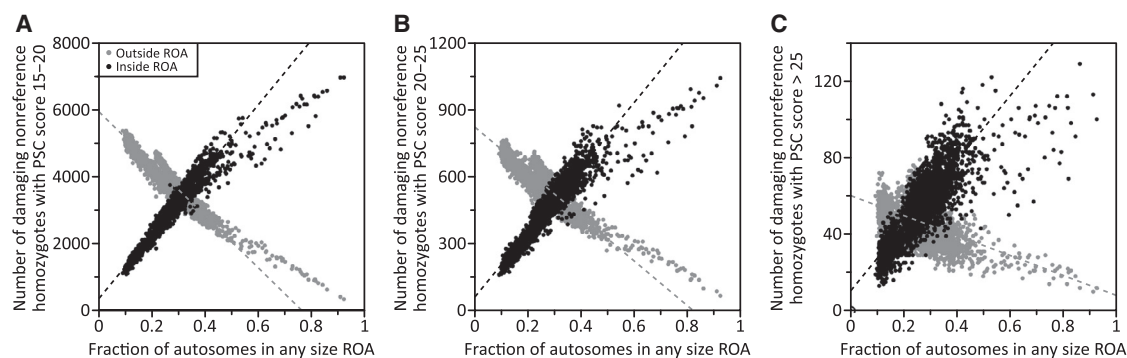 A
Number of damaging nonreference
homozygotes with PSC score 15–20
8000
6000
4000
2000
0
Outside ROA
Inside ROA
0 0.2 0.4 0.6 0.8 1
Fraction of autosomes in any size ROA
B
Number of damaging nonreference
homozygotes with PSC score 20–25
1200
900
600
300
0
0 0.2 0.4 0.6 0.8 1
Fraction of autosomes in any size ROA
C
Number of damaging nonreference
homozygotes with PSC score > 25
120
80
40
0
0 0.2 0.4 0.6 0.8 1
Fraction of autosomes in any size ROA